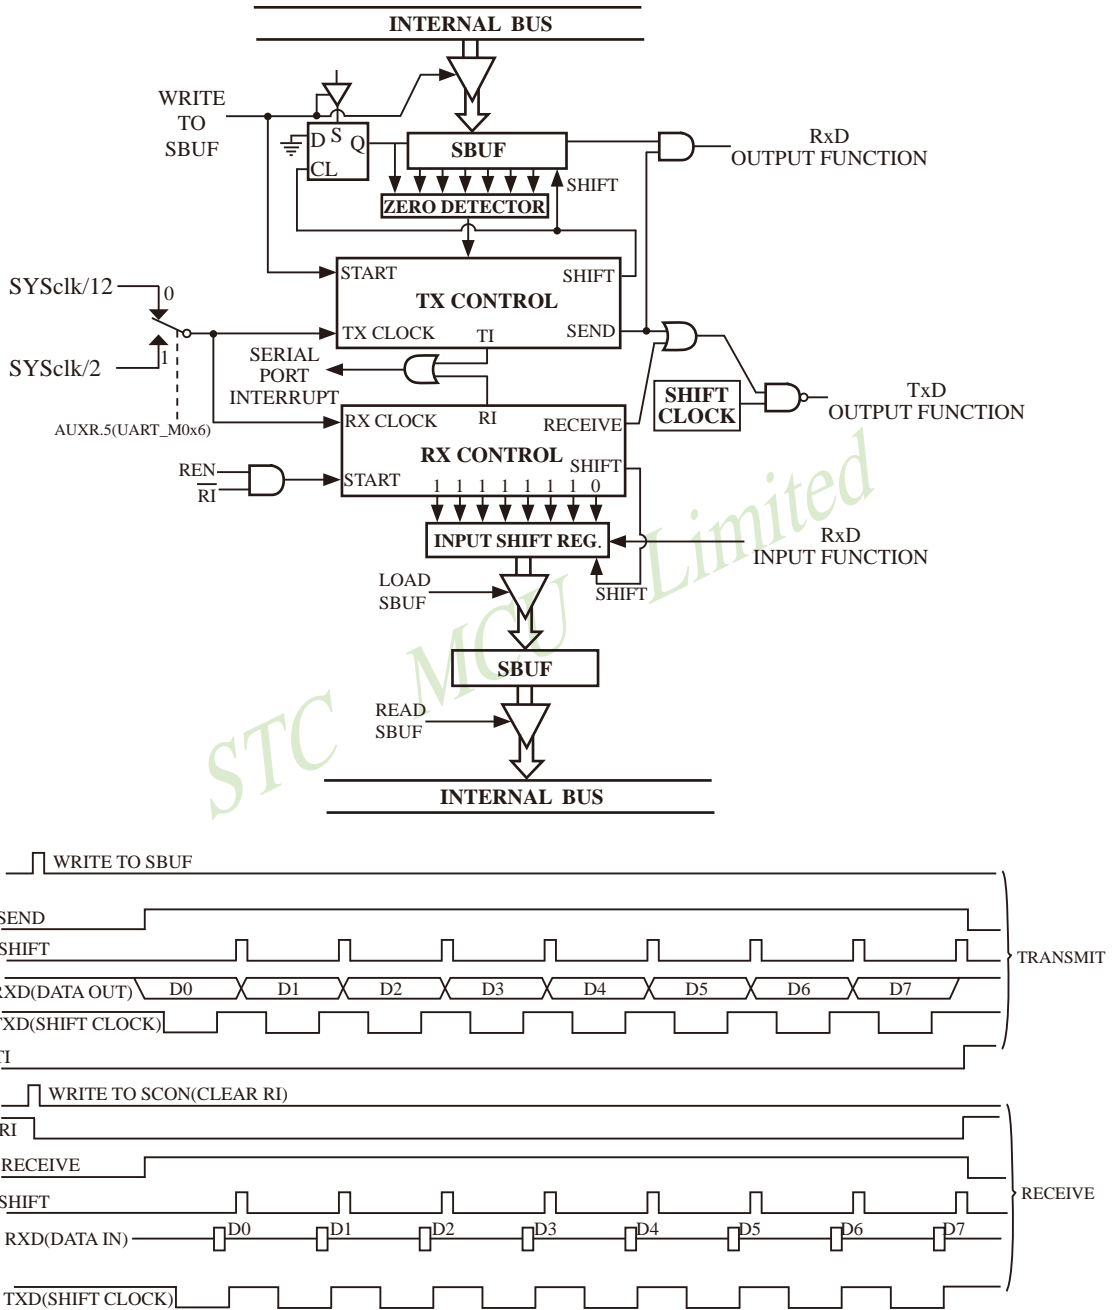 INTERNAL BUS
WRITE
TO
SBUF
D S Q
CL
SBUF
RxD
OUTPUT FUNCTION
SHIFT
ZERO DETECTOR
SYSclk/12
0
START
SHIFT
TX CONTROL
TX CLOCK
TI
SEND
SYSclk/2
1
SERIAL
PORT
INTERRUPT
SHIFT
CLOCK
TxD
OUTPUT FUNCTION
AUXR.5(UART_M0x6)
RX CLOCK
RI
RECEIVE
RX CONTROL
SHIFT
REN
RI
START
1 1 1 1 1 1 1 0
INPUT SHIFT REG.
RxD
INPUT FUNCTION
LOAD
SBUF
SHIFT
SBUF
READ
SBUF
INTERNAL BUS
STC MCU Limited
WRITE TO SBUF
SEND
SHIFT
TRANSMIT
RXD(DATA OUT) D0 D1 D2 D3 D4 D5 D6 D7
TXD(SHIFT CLOCK)
TI
WRITE TO SCON(CLEAR RI)
RI
RECEIVE
SHIFT
RECEIVE
RXD(DATA IN) D0 D1 D2 D3 D4 D5 D6 D7
TXD(SHIFT CLOCK)